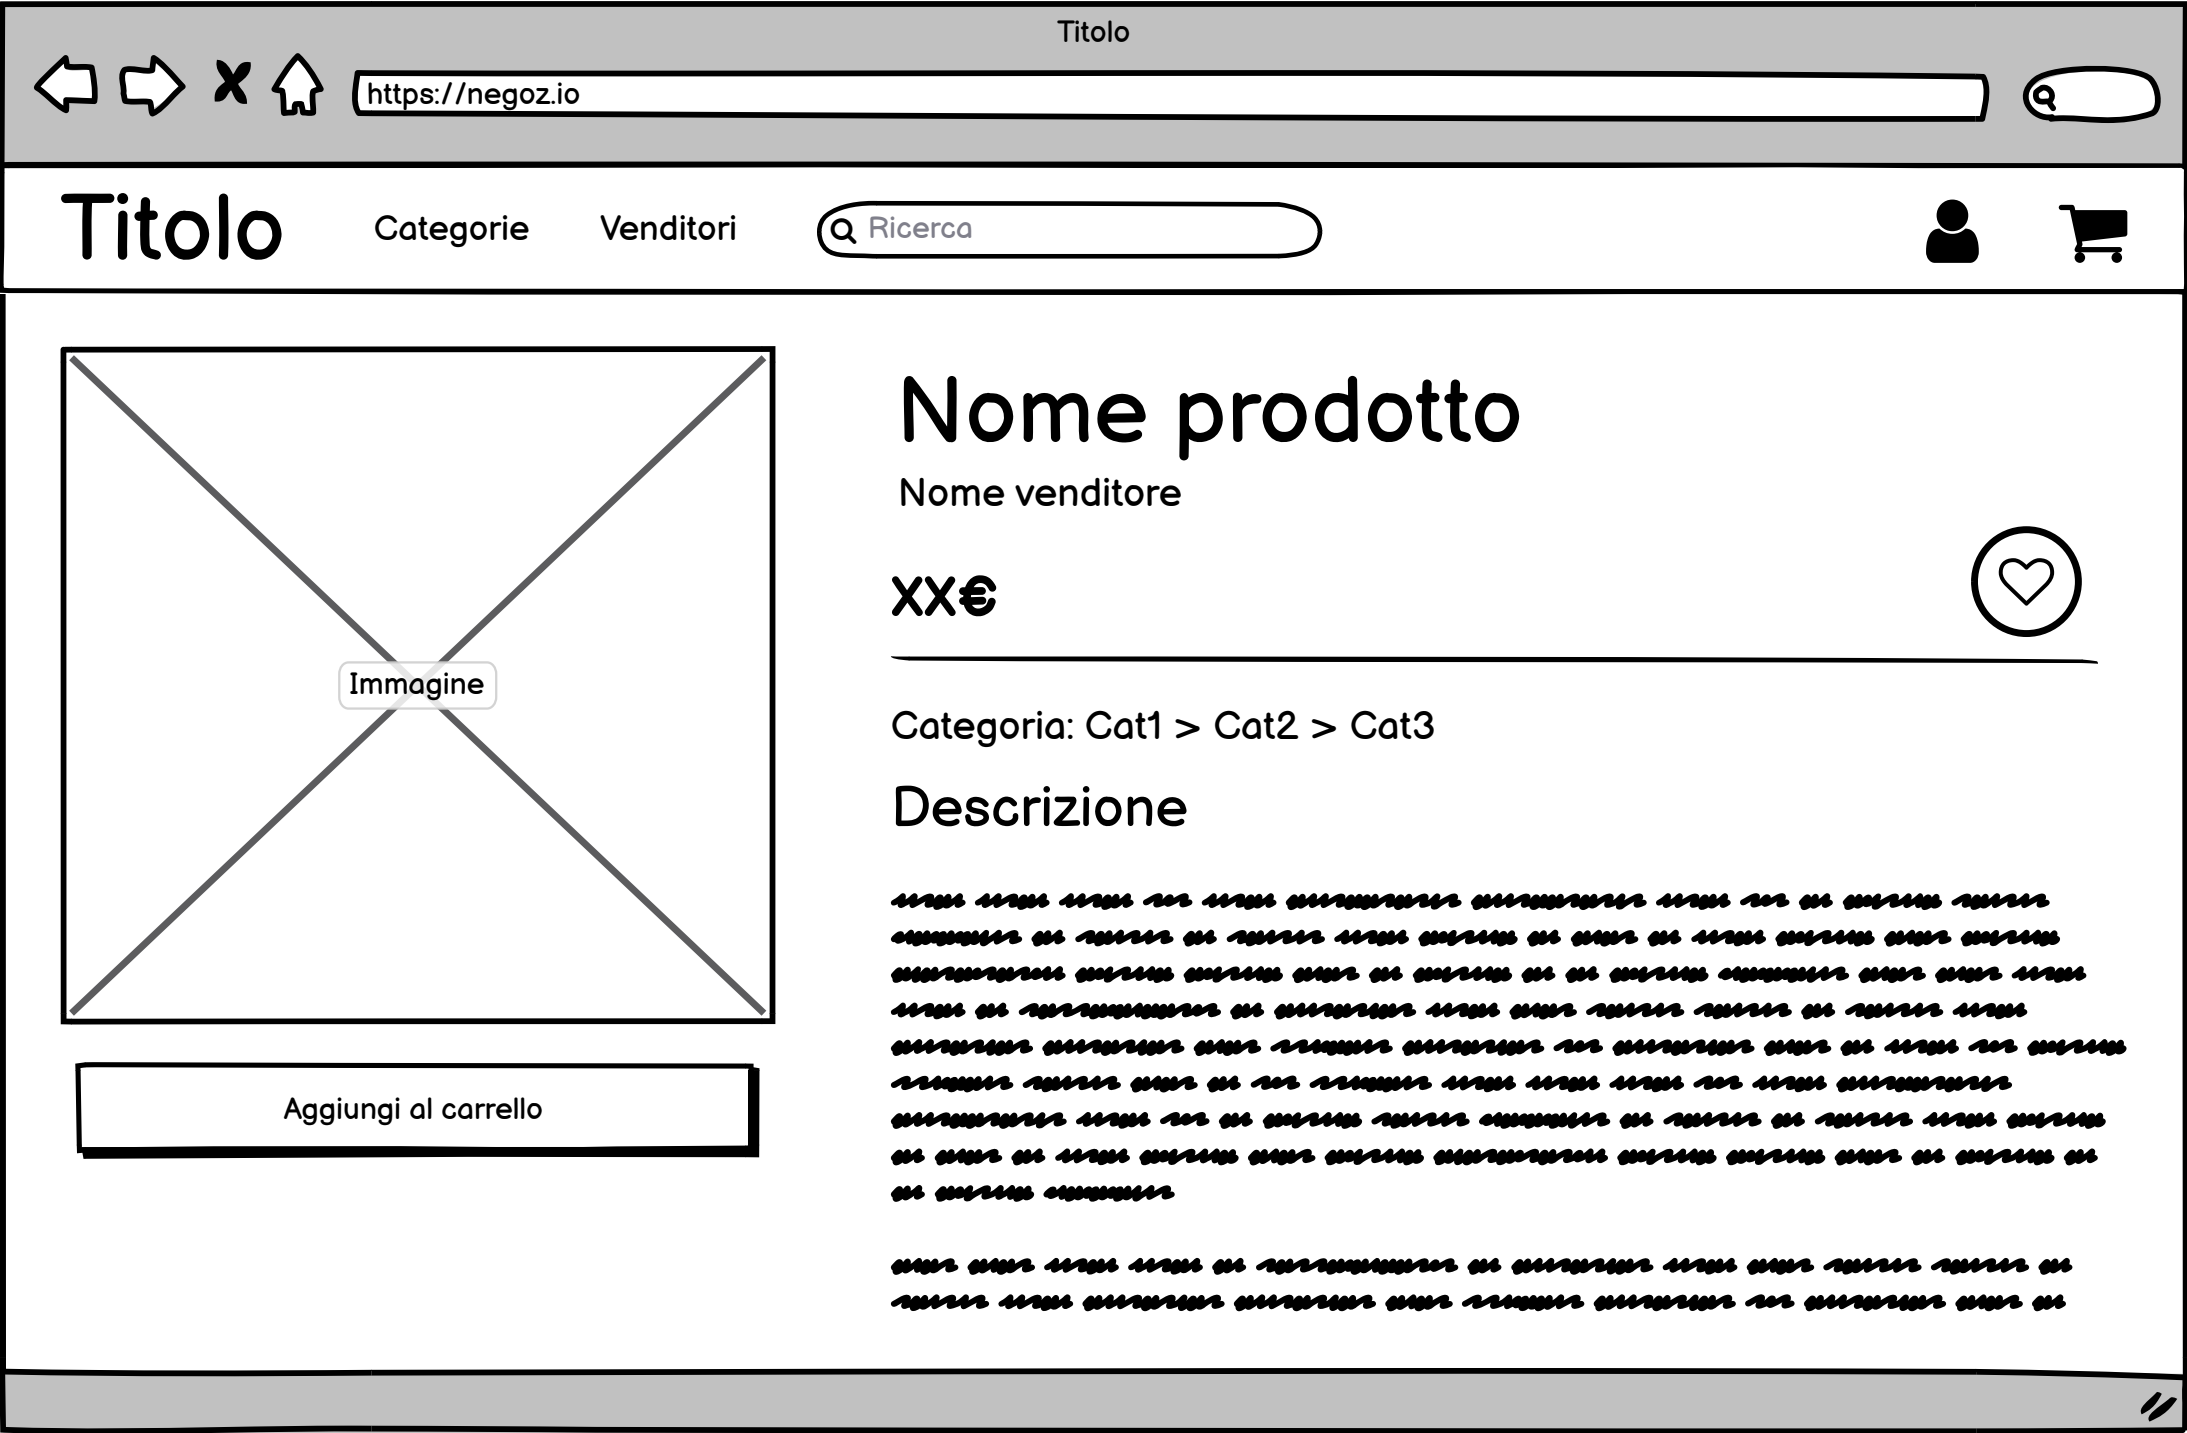 Titolo
https://negoz.io
Titolo Categorie Venditori Ricerca
Nome prodotto
Nome venditore
XX€
Immagine
Categoria: Cat1 > Cat2 > Cat3
Descrizione
Aggiungi al carrello